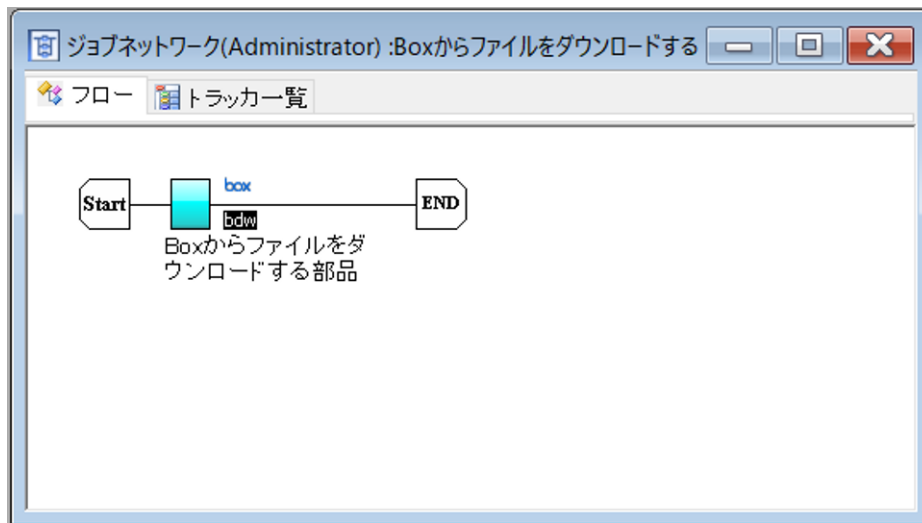 ジョブネットワーク(Administrator) :Boxからファイルをダウンロードする
フロー トラッカ一覧
Start box END
bdw
Boxからファイルをダ
ウンロードする部品